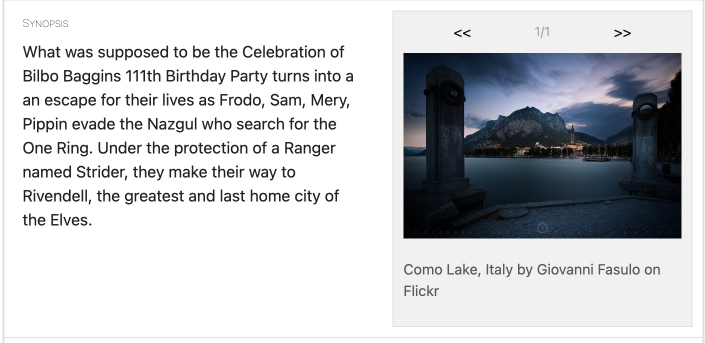 Synopsis
What was supposed to be the Celebration of
Bilbo Baggins 111th Birthday Party turns into a
an escape for their lives as Frodo, Sam, Mery,
Pippin evade the Nazgul who search for the
One Ring. Under the protection of a Ranger
named Strider, they make their way to
Rivendell, the greatest and last home city of
the Elves.
<< 1/1 >>
Como Lake, Italy by Giovanni Fasulo on
Flickr